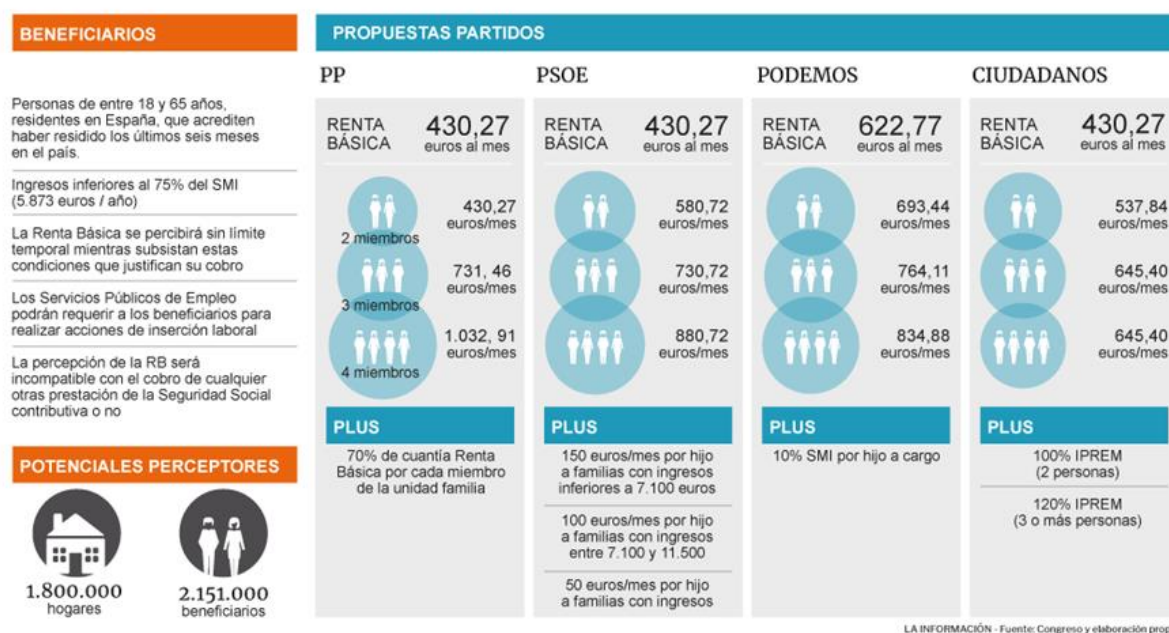 BENEFICIARIOS
Personas de entre 18 y 65 años,
residentes en España, que acrediten
haber residido los últimos seis meses
en el país.
Ingresos inferiores al 75% del SMI
(5.873 euros / año)
La Renta Básica se percibirá sin límite
temporal mientras subsistan estas
condiciones que justifican su cobro
Los Servicios Públicos de Empleo
podrán requerir a los beneficiarios para
realizar acciones de inserción laboral
La percepción de la RB será
incompatible con el cobro de cualquier
otras prestación de la Seguridad Social
contributiva o no
POTENCIALES PERCEPTORES
1.800.000
hogares
2.151.000
beneficiarios
PROPUESTAS PARTIDOS
PP
RENTA
BÁSICA
430,27
euros al mes
430,27
euros/mes
2 miembros
731, 46
euros/mes
3 miembros
1.032, 91
euros/mes
4 miembros
PLUS
70% de cuantía Renta
Básica por cada miembro
de la unidad familia
PSOE
RENTA
BÁSICA
430,27
euros al mes
580,72
euros/mes
730,72
euros/mes
880,72
euros/mes
PLUS
150 euros/mes por hijo
a familias con ingresos
inferiores a 7.100 euros
100 euros/mes por hijo
a familias con ingresos
entre 7.100 y 11.500
50 euros/mes por hijo
a familias con ingresos
PODEMOS
RENTA
BÁSICA
622,77
euros al mes
693,44
euros/mes
764,11
euros/mes
834,88
euros/mes
PLUS
10% SMI por hijo a cargo
CIUDADANOS
RENTA
BÁSICA
430,27
euros al mes
537,84
euros/mes
645,40
euros/mes
645,40
euros/mes
PLUS
100% IPREM
(2 personas)
120% IPREM
(3 o más personas)
LA INFORMACIÓN - Fuente: Congreso y elaboración prop